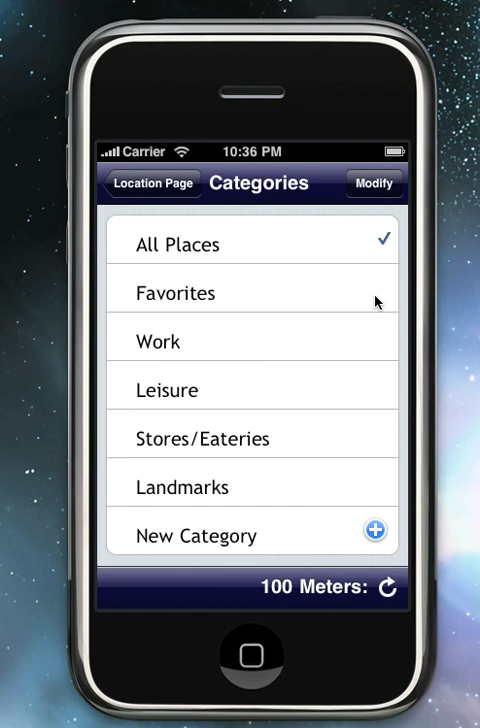 Carrier 10:36 PM
Location Page Categories Modify
All Places
Favorites
Work
Leisure
Stores/Eateries
Landmarks
New Category
100 Meters: